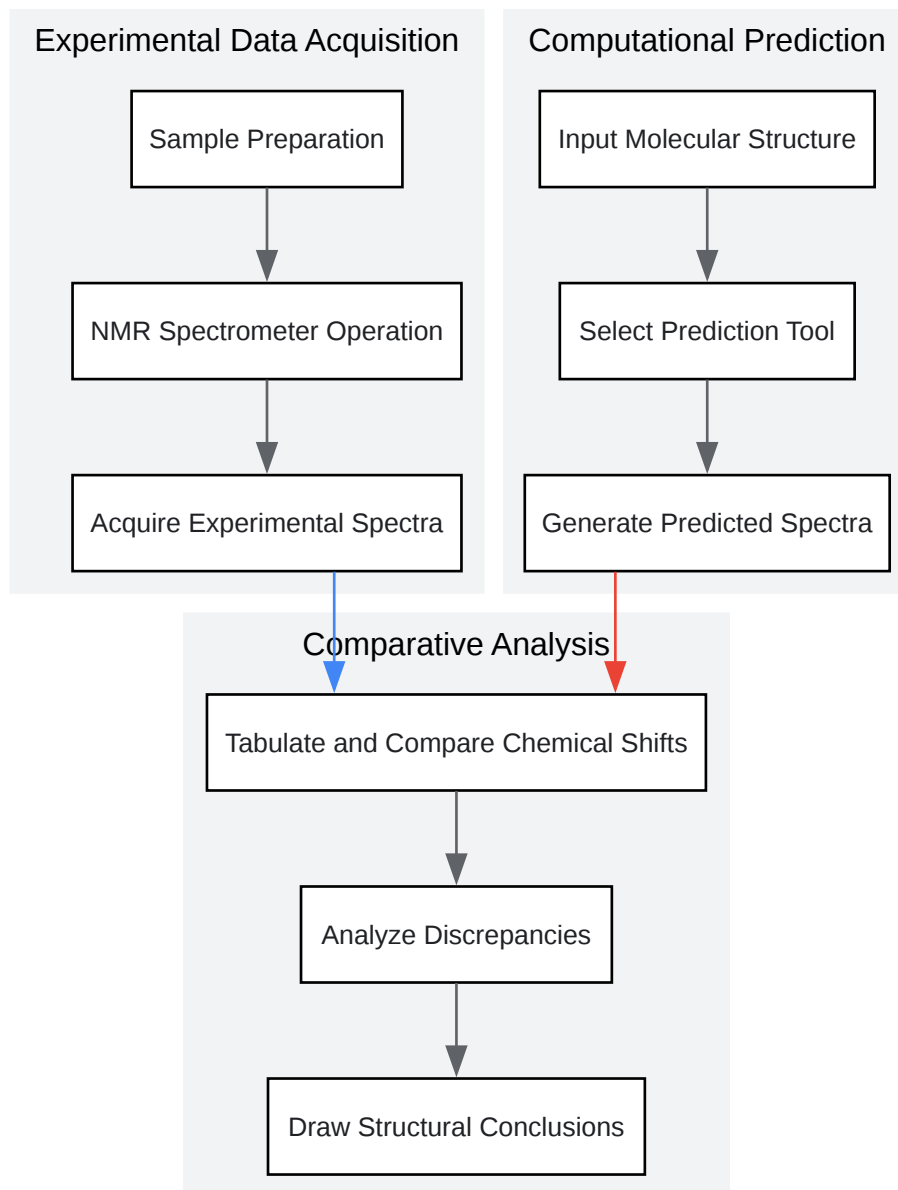 Experimental Data Acquisition
Sample Preparation
NMR Spectrometer Operation
Acquire Experimental Spectra
Computational Prediction
Input Molecular Structure
Select Prediction Tool
Generate Predicted Spectra
Comparative Analysis
Tabulate and Compare Chemical Shifts
Analyze Discrepancies
Draw Structural Conclusions